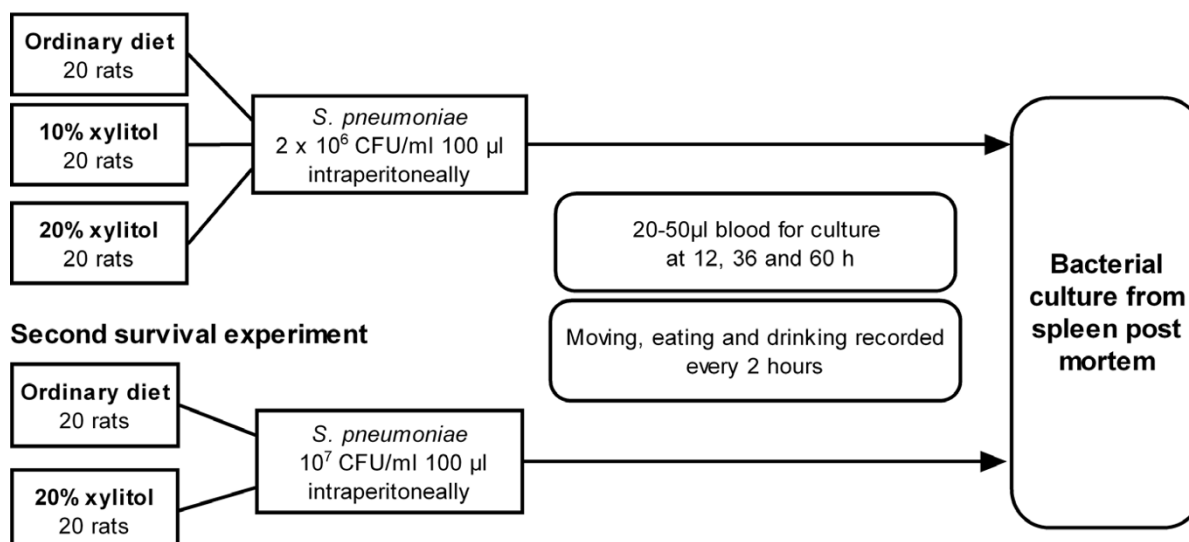 Ordinary diet
20 rats
10% xylitol
20 rats
20% xylitol
20 rats
S. pneumoniae
2 x 10⁶ CFU/ml 100 µl
intraperitoneally
20-50µl blood for culture
at 12, 36 and 60 h
Moving, eating and drinking recorded
every 2 hours
Bacterial
culture from
spleen post
mortem
Second survival experiment
Ordinary diet
20 rats
20% xylitol
20 rats
S. pneumoniae
10⁷ CFU/ml 100 µl
intraperitoneally